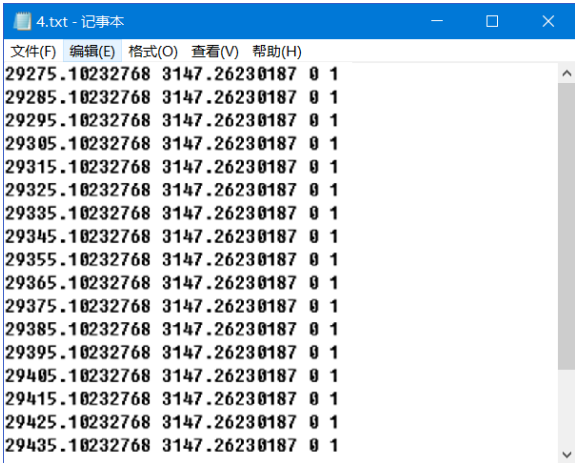 4.txt - 记事本
文件(F) 编辑(E) 格式(O) 查看(V) 帮助(H)
29275.10232768 3147.26230187 0 1
29285.10232768 3147.26230187 0 1
29295.10232768 3147.26230187 0 1
29305.10232768 3147.26230187 0 1
29315.10232768 3147.26230187 0 1
29325.10232768 3147.26230187 0 1
29335.10232768 3147.26230187 0 1
29345.10232768 3147.26230187 0 1
29355.10232768 3147.26230187 0 1
29365.10232768 3147.26230187 0 1
29375.10232768 3147.26230187 0 1
29385.10232768 3147.26230187 0 1
29395.10232768 3147.26230187 0 1
29405.10232768 3147.26230187 0 1
29415.10232768 3147.26230187 0 1
29425.10232768 3147.26230187 0 1
29435.10232768 3147.26230187 0 1